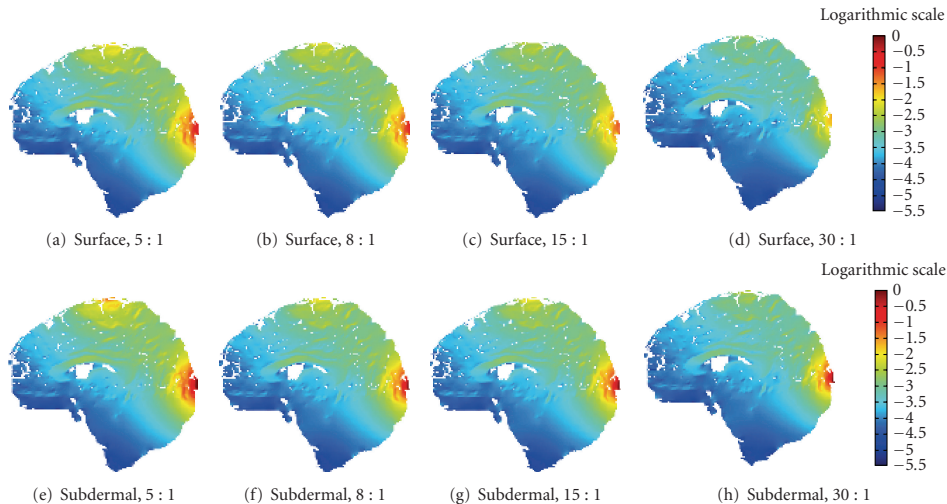 Logarithmic scale
0
−0.5
−1
−1.5
−2
−2.5
−3
−3.5
−4
−4.5
−5
−5.5
(a) Surface, 5 : 1
(b) Surface, 8 : 1
(c) Surface, 15 : 1
(d) Surface, 30 : 1
Logarithmic scale
0
−0.5
−1
−1.5
−2
−2.5
−3
−3.5
−4
−4.5
−5
−5.5
(e) Subdermal, 5 : 1
(f) Subdermal, 8 : 1
(g) Subdermal, 15 : 1
(h) Subdermal, 30 : 1